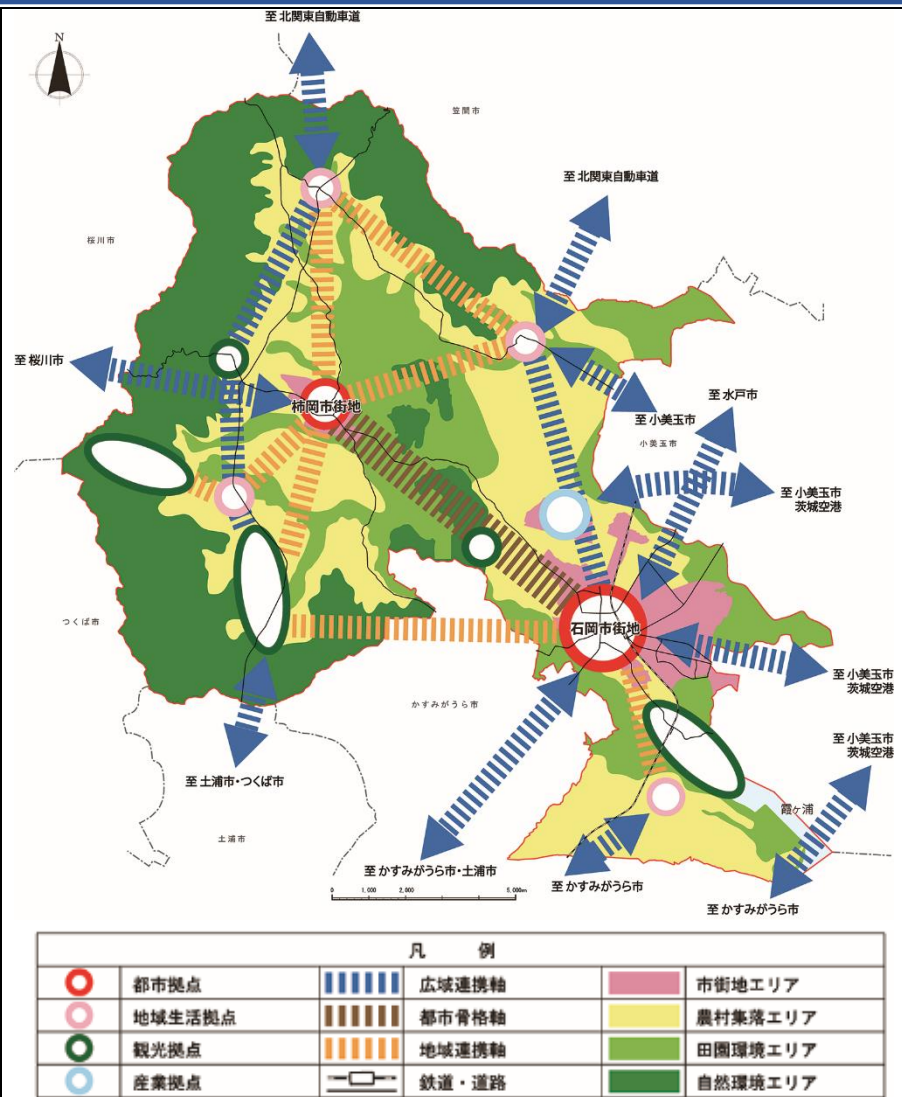 至 北関東自動車道
N
笠間市
至 北関東自動車道
桜川市
至 桜川市
至 水戸市
柿岡市街地
至 小美玉市
小美玉市
至 小美玉市
茨城空港
つくば市
石岡市街地
至 小美玉市
茨城空港
かすみがうら市
至 小美玉市
茨城空港
至 土浦市・つくば市
霞ヶ浦
土浦市
至 かすみがうら市・土浦市
至 かすみがうら市
0 1,000 2,000 5,000m
至 かすみがうら市
凡 例
都市拠点 広域連携軸 市街地エリア
地域生活拠点 都市骨格軸 農村集落エリア
観光拠点 地域連携軸 田園環境エリア
産業拠点 鉄道・道路 自然環境エリア